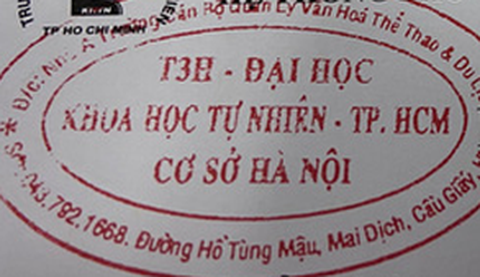 TP HO CHI MINH
Trường Cán Bộ Quản Lý Văn Hoá Thể Thao & Du
T3H - ĐẠI HỌC
KHOA HỌC TỰ NHIÊN - TP. HCM
CƠ SỞ HÀ NỘI
043.792.1668. Đường Hồ Tùng Mậu, Mai Dịch, Cầu Giấy,